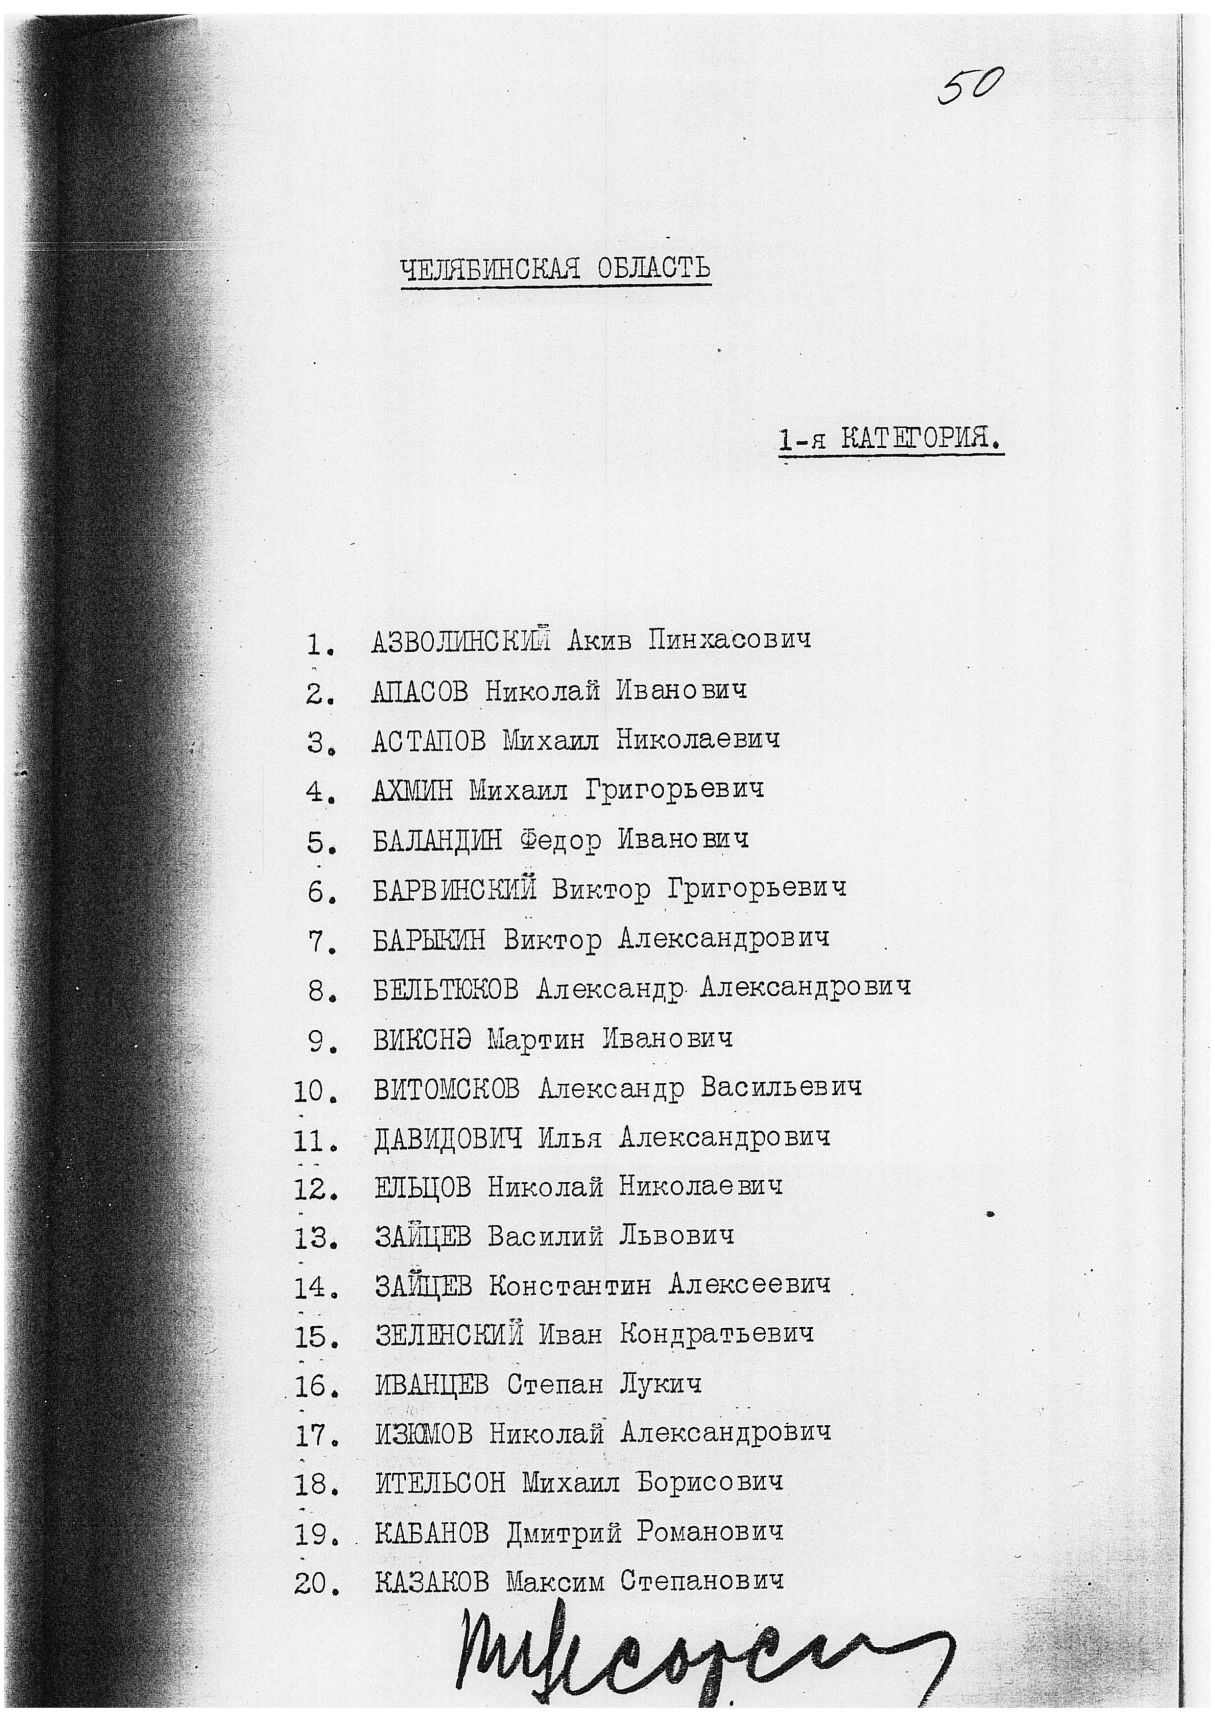 50
ЧЕЛЯБИНСКАЯ ОБЛАСТЬ
1-я КАТЕГОРИЯ.
1. АЗВОЛИНСКИЙ Акив Пинхасович
2. АПАСОВ Николай Иванович
3. АСТАПОВ Михаил Николаевич
4. АХМИН Михаил Григорьевич
5. БАЛАНДИН Федор Иванович
6. БАРВИНСКИЙ Виктор Григорьевич
7. БАРЫКИН Виктор Александрович
8. БЕЛЬТЮКОВ Александр Александрович
9. ВИКСНЭ Мартин Иванович
10. ВИТОМСКОВ Александр Васильевич
11. ДАВИДОВИЧ Илья Александрович
12. ЕЛЬЦОВ Николай Николаевич
13. ЗАЙЦЕВ Василий Львович
14. ЗАЙЦЕВ Константин Алексеевич
15. ЗЕЛЕНСКИЙ Иван Кондратьевич
16. ИВАНЦЕВ Степан Лукич
17. ИЗЮМОВ Николай Александрович
18. ИТЕЛЬСОН Михаил Борисович
19. КАБАНОВ Дмитрий Романович
20. КАЗАКОВ Максим Степанович